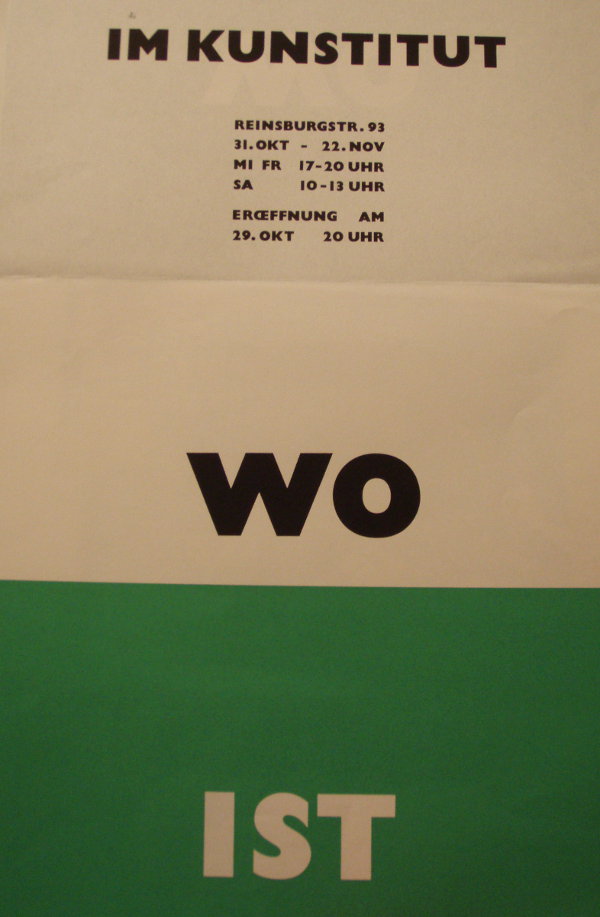 IM KUNSTITUT
REINSBURGSTR. 93
31. OKT - 22. NOV
MI FR 17-20 UHR
SA 10-13 UHR
ERŒFFNUNG AM
29. OKT 20 UHR
WO
IST